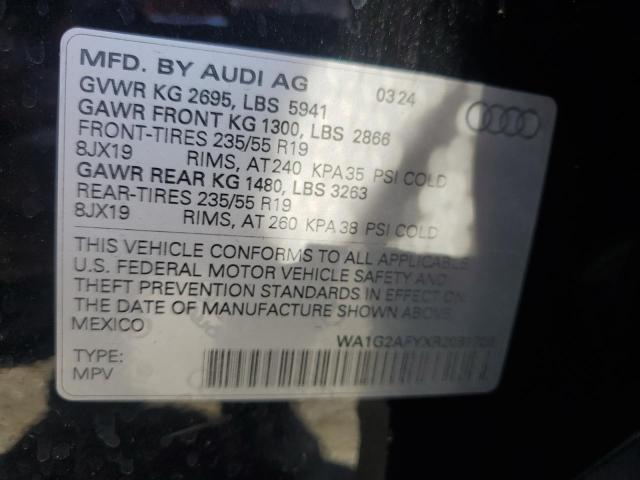 MFD. BY AUDI AG 03 24
GVWR KG 2695, LBS 5941
GAWR FRONT KG 1300, LBS 2866
FRONT-TIRES 235/55 R19
8JX19 RIMS, AT 240 KPA 35 PSI COLD
GAWR REAR KG 1480, LBS 3263
REAR-TIRES 235/55 R19
8JX19 RIMS, AT 260 KPA 38 PSI COLD
THIS VEHICLE CONFORMS TO ALL APPLICABLE
U.S. FEDERAL MOTOR VEHICLE SAFETY AND
THEFT PREVENTION STANDARDS IN EFFECT ON
THE DATE OF MANUFACTURE SHOWN ABOVE
MEXICO
TYPE:
MPV